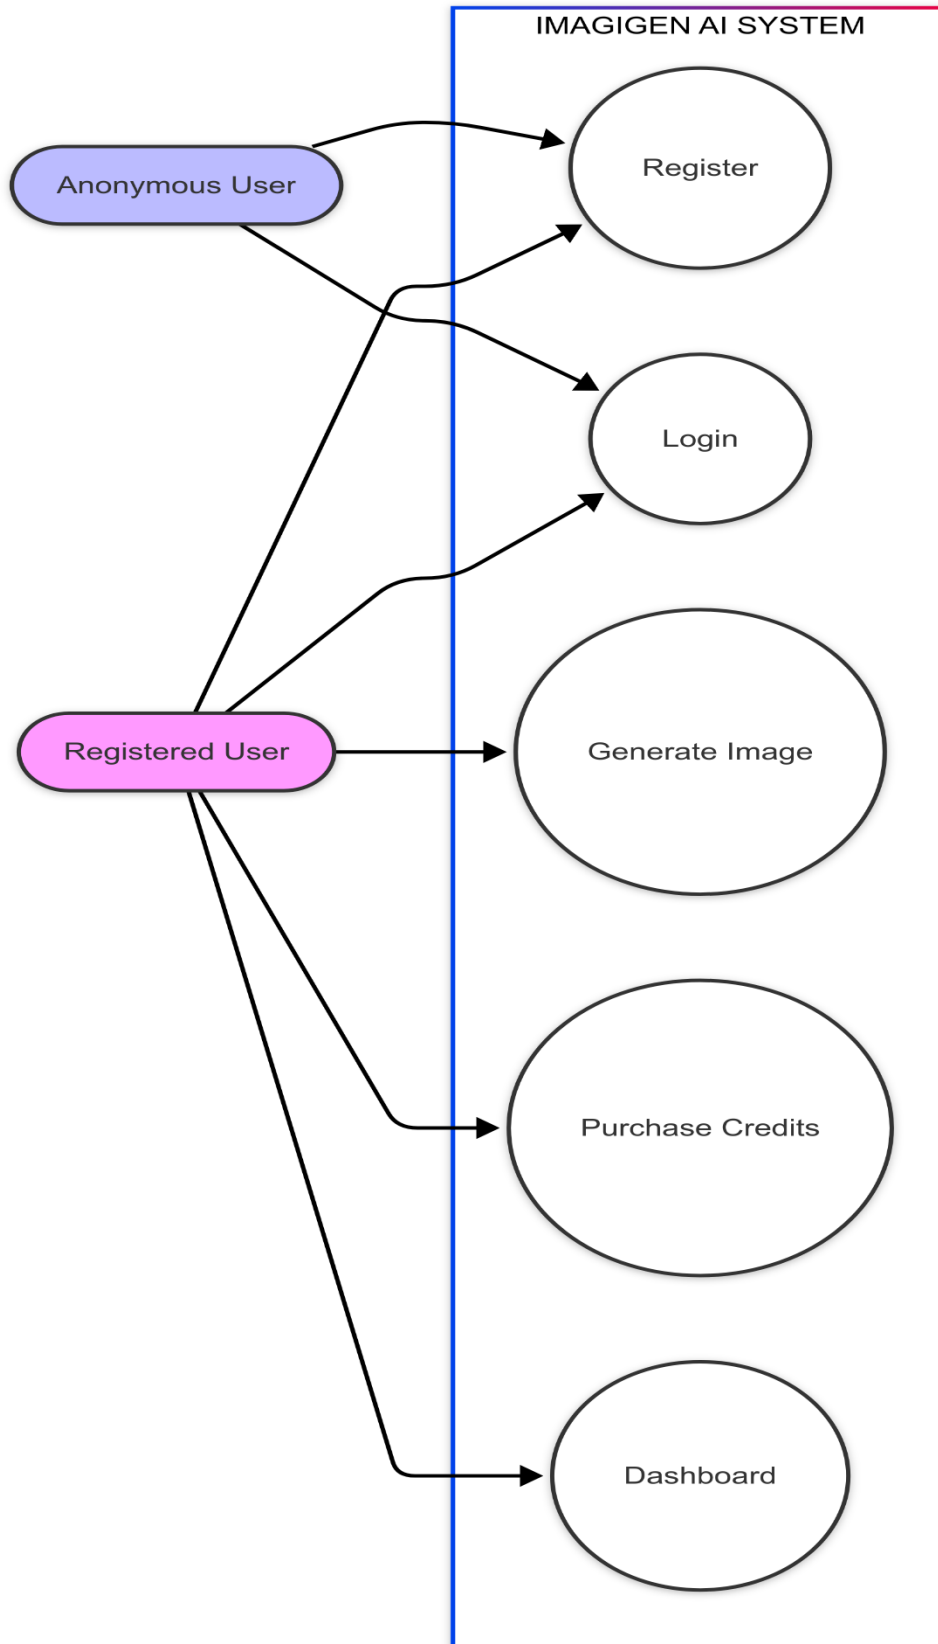 IMAGIGEN AI SYSTEM
Register
Anonymous User
Login
Registered User
Generate Image
Purchase Credits
Dashboard